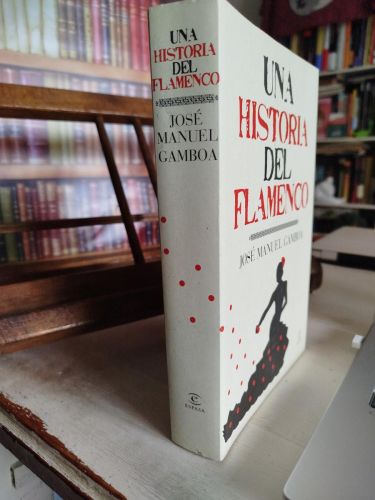 UNA
HISTORIA
DEL
FLAMENCO
JOSÉ
MANUEL
GAMBOA
ESPASA
UNA
HISTORIA
DEL
FLAMENCO
JOSÉ MANUEL GAMBOA